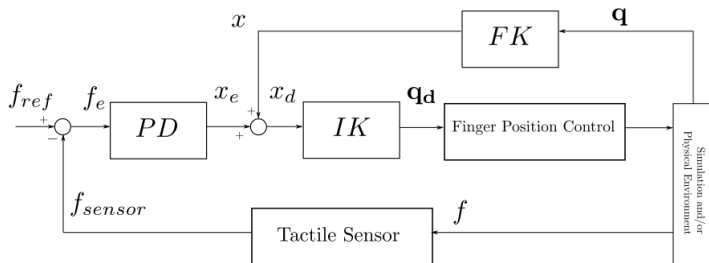 x
FK
q
f_ref
+
−
f_e
PD
x_e
+
+
x_d
IK
q_d
Finger Position Control
Simulation and/or
Physical Environment
f_sensor
Tactile Sensor
f